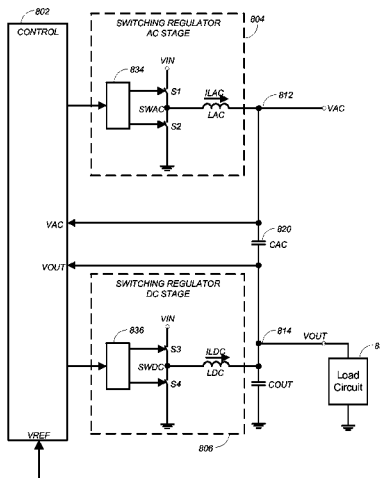 802
CONTROL
SWITCHING REGULATOR
AC STAGE
804
VIN
834
S1
SWAC
S2
ILAC
LAC
812
VAC
VAC
820
CAC
VOUT
SWITCHING REGULATOR
DC STAGE
VIN
836
S3
SWDC
S4
ILDC
LDC
814
VOUT
COUT
Load
Circuit
806
VREF